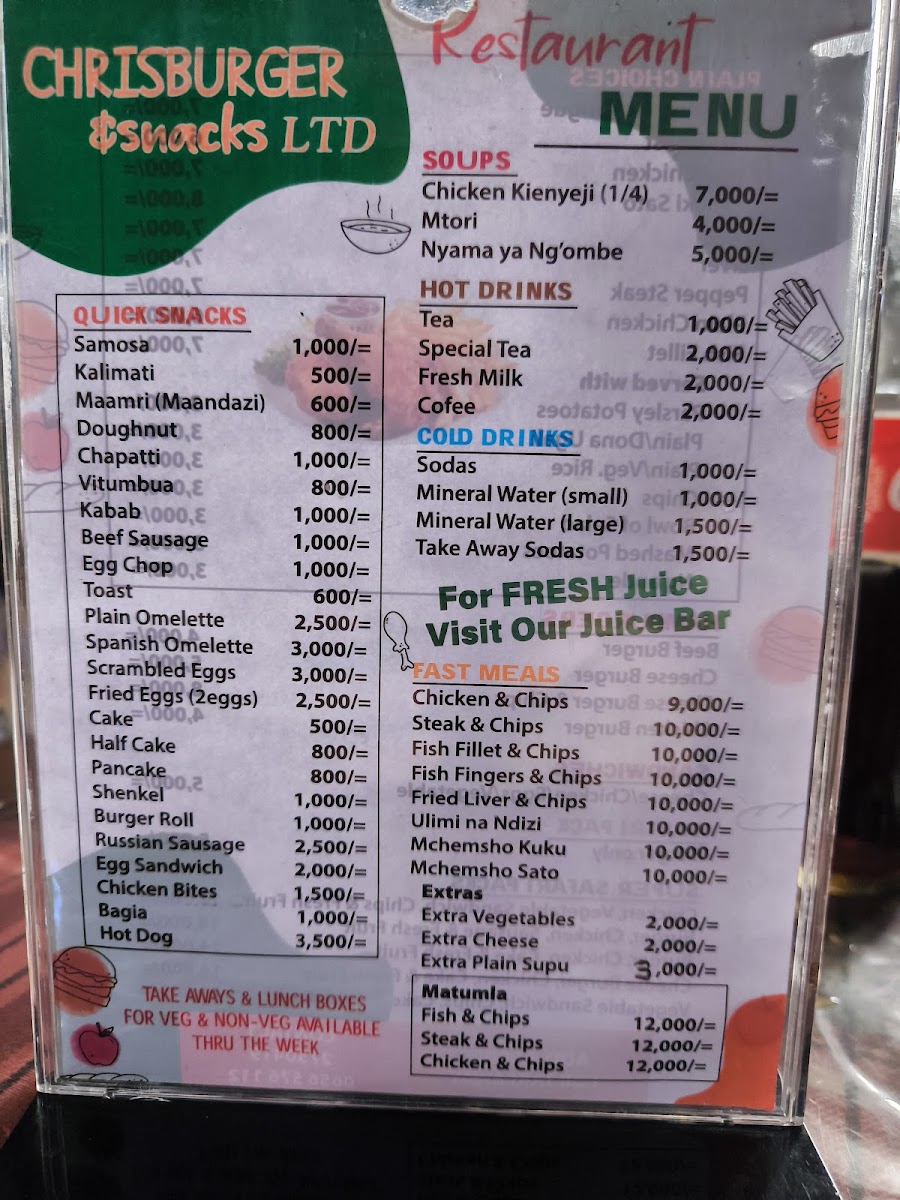 CHRISBURGER
&snacks LTD
Restaurant
MENU
SOUPS
Chicken Kienyeji (1/4) 7,000/=
Mtori 4,000/=
Nyama ya Ng'ombe 5,000/=
HOT DRINKS
Tea 1,000/=
Special Tea 2,000/=
Fresh Milk 2,000/=
Cofee 2,000/=
COLD DRINKS
Sodas 1,000/=
Mineral Water (small) 1,000/=
Mineral Water (large) 1,500/=
Take Away Sodas 1,500/=
For FRESH Juice
Visit Our Juice Bar
FAST MEALS
Chicken & Chips 9,000/=
Steak & Chips 10,000/=
Fish Fillet & Chips 10,000/=
Fish Fingers & Chips 10,000/=
Fried Liver & Chips 10,000/=
Ulimi na Ndizi 10,000/=
Mchemsho Kuku 10,000/=
Mchemsho Sato 10,000/=
Extras
Extra Vegetables 2,000/=
Extra Cheese 2,000/=
Extra Plain Supu 3,000/=
Matumla
Fish & Chips 12,000/=
Steak & Chips 12,000/=
Chicken & Chips 12,000/=
QUICK SNACKS
Samosa 1,000/=
Kalimati 500/=
Maamri (Maandazi) 600/=
Doughnut 800/=
Chapatti 1,000/=
Vitumbua 800/=
Kabab 1,000/=
Beef Sausage 1,000/=
Egg Chop 1,000/=
Toast 600/=
Plain Omelette 2,500/=
Spanish Omelette 3,000/=
Scrambled Eggs 3,000/=
Fried Eggs (2eggs) 2,500/=
Cake 500/=
Half Cake 800/=
Pancake 800/=
Shenkel 1,000/=
Burger Roll 1,000/=
Russian Sausage 2,500/=
Egg Sandwich 2,000/=
Chicken Bites 1,500/=
Bagia 1,000/=
Hot Dog 3,500/=
TAKE AWAYS & LUNCH BOXES
FOR VEG & NON-VEG AVAILABLE
THRU THE WEEK